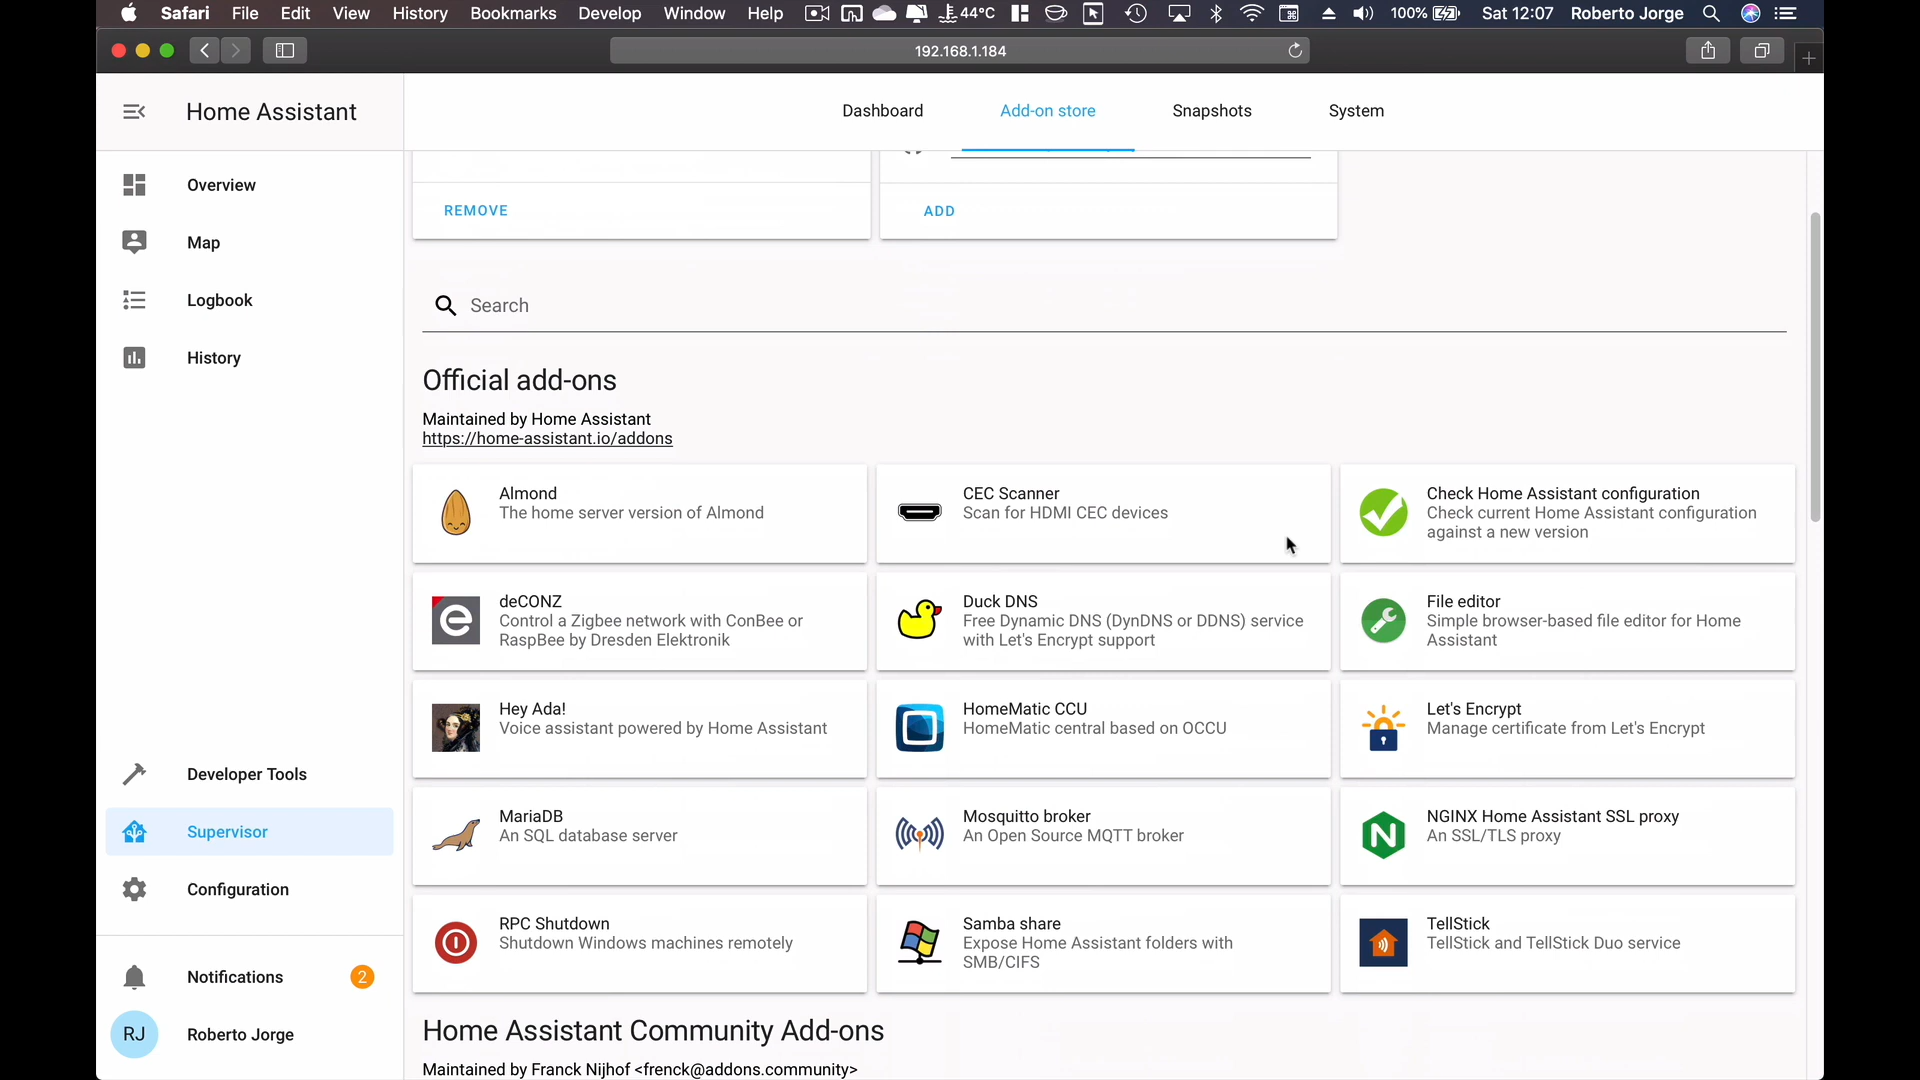 Safari File Edit View History Bookmarks Develop Window Help 44°C 100% Sat 12:07 Roberto Jorge
192.168.1.184
Home Assistant
Dashboard Add-on store Snapshots System
Overview
Map
Logbook
History
Developer Tools
Supervisor
Configuration
Notifications 2
RJ Roberto Jorge
REMOVE
ADD
Search
Official add-ons
Maintained by Home Assistant
https://home-assistant.io/addons
Almond
The home server version of Almond
CEC Scanner
Scan for HDMI CEC devices
Check Home Assistant configuration
Check current Home Assistant configuration
against a new version
deCONZ
Control a Zigbee network with ConBee or
RaspBee by Dresden Elektronik
Duck DNS
Free Dynamic DNS (DynDNS or DDNS) service
with Let's Encrypt support
File editor
Simple browser-based file editor for Home
Assistant
Hey Ada!
Voice assistant powered by Home Assistant
HomeMatic CCU
HomeMatic central based on OCCU
Let's Encrypt
Manage certificate from Let's Encrypt
MariaDB
An SQL database server
Mosquitto broker
An Open Source MQTT broker
NGINX Home Assistant SSL proxy
An SSL/TLS proxy
RPC Shutdown
Shutdown Windows machines remotely
Samba share
Expose Home Assistant folders with
SMB/CIFS
TellStick
TellStick and TellStick Duo service
Home Assistant Community Add-ons
Maintained by Franck Nijhof <frenck@addons.community>